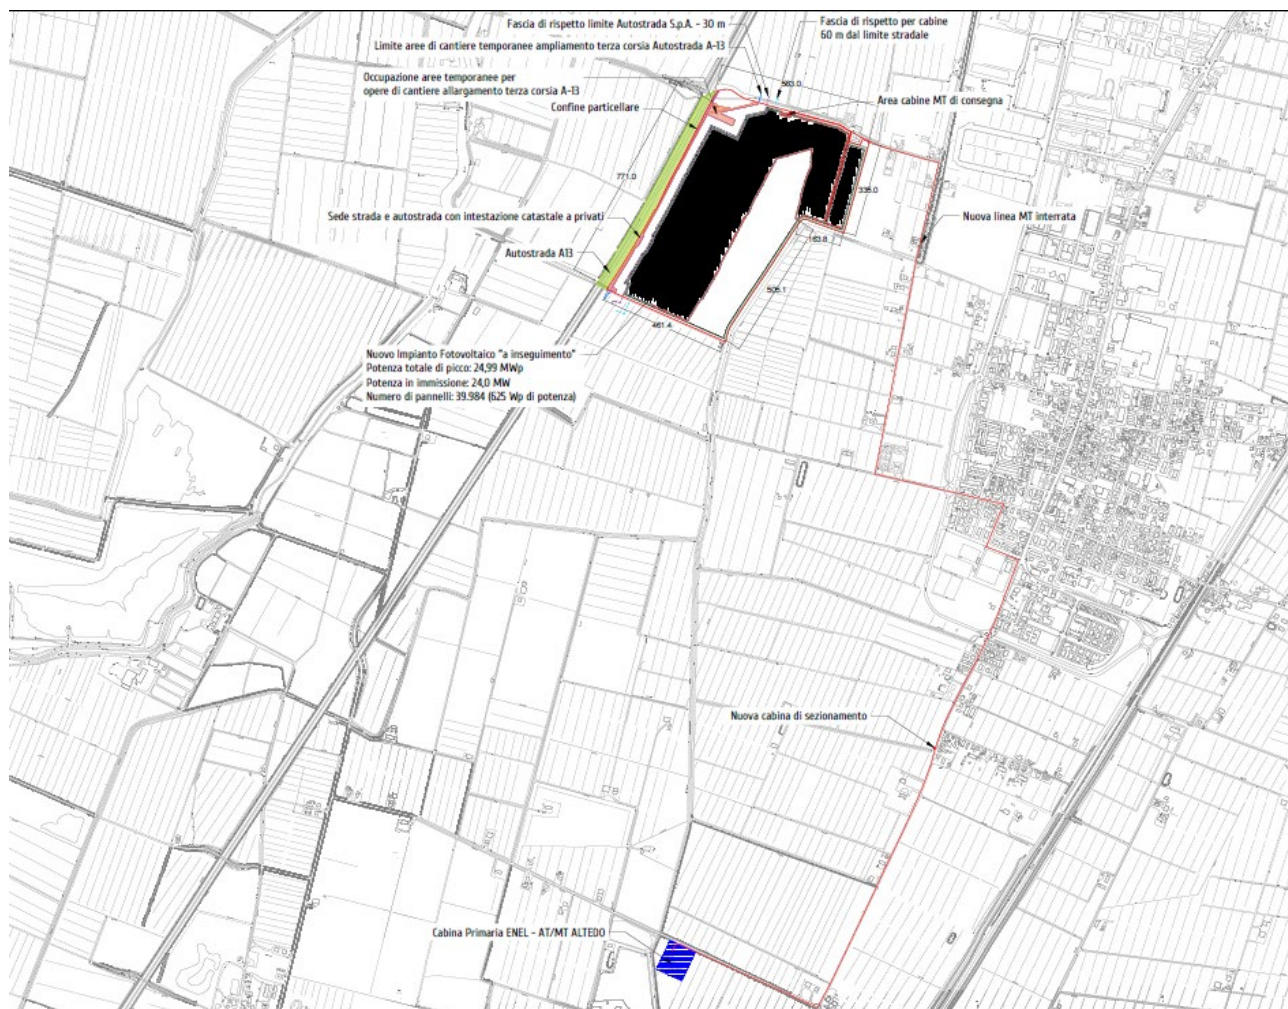 Fascia di rispetto limite Autostrada S.p.A. - 30 m
Fascia di rispetto per cabine
60 m dal limite stradale
Limite aree di cantiere temporanee ampliamento terza corsia Autostrada A-13
Occupazione aree temporanee per
opere di cantiere allargamento terza corsia A-13
563.0
Area cabine MT di consegna
Confine particellare
771.0
335.0
Sede strada e autostrada con intestazione catastale a privati
Nuova linea MT interrata
163.8
Autostrada A13
505.1
461.4
Nuovo Impianto Fotovoltaico "a inseguimento"
Potenza totale di picco: 24,99 MWp
Potenza in immissione: 24,0 MW
Numero di pannelli: 39.984 (625 Wp di potenza)
Nuova cabina di sezionamento
Cabina Primaria ENEL - AT/MT ALTEDO